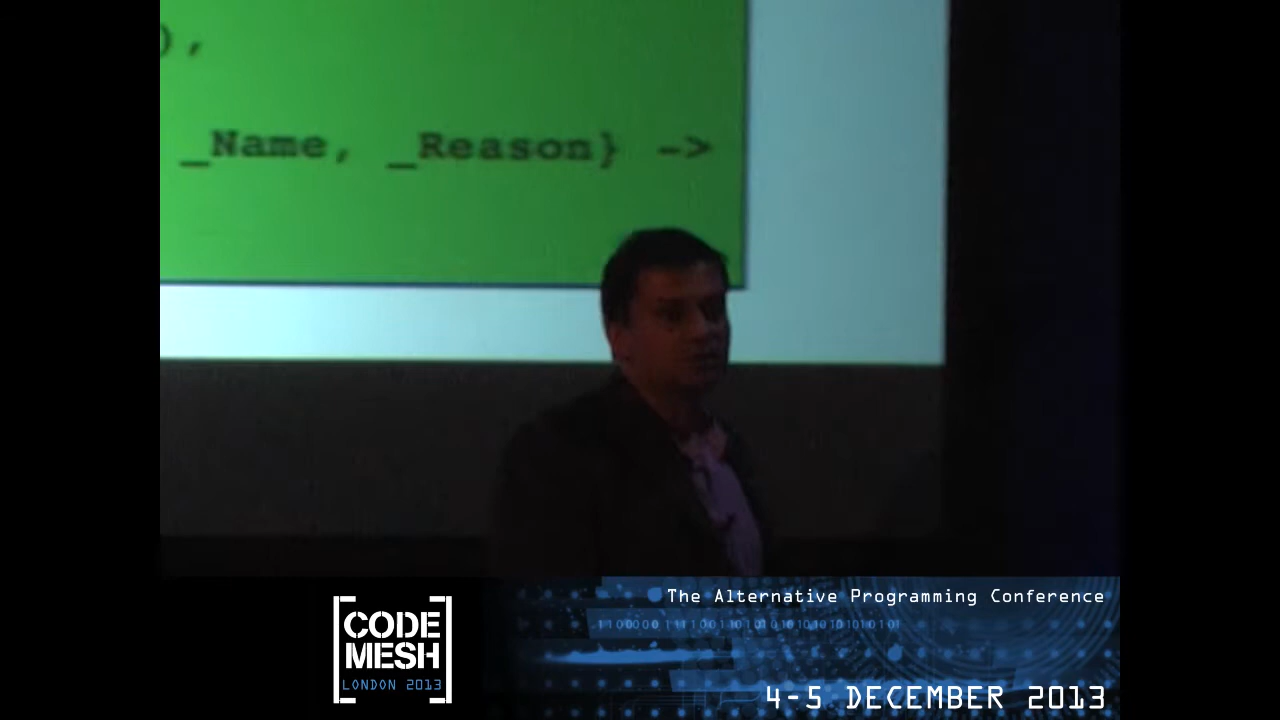 ),
_Name, _Reason} ->
The Alternative Programming Conference
CODE
MESH
LONDON 2013
4-5 DECEMBER 2013